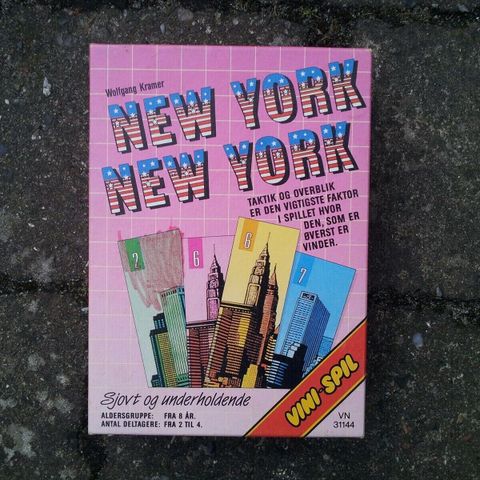 Wolfgang Kramer
NEW YORK
NEW YORK
TAKTIK OG OVERBLIK
ER DEN VIGTIGSTE FAKTOR
I SPILLET HVOR
DEN, SOM ER
ØVERST ER
VINDER.
2
6
6
7
Sjovt og underholdende
ALDERSGRUPPE: FRA 8 ÅR.
ANTAL DELTAGERE: FRA 2 TIL 4.
VINI-SPIL
VN
31144